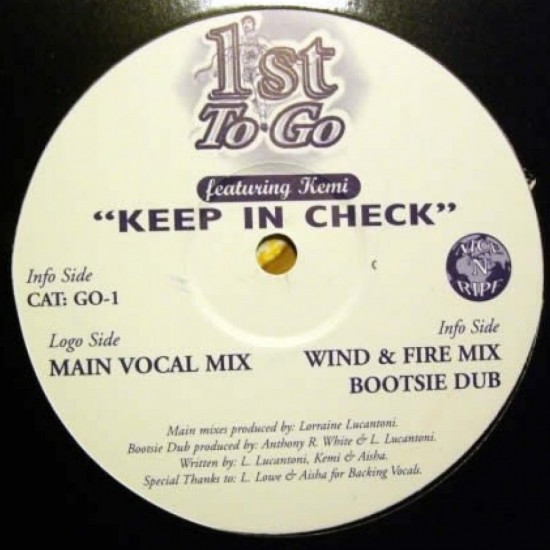 1st
To·Go
featuring Kemi
"KEEP IN CHECK"
NICE
N
RIPE
Info Side
CAT: GO-1
Logo Side
MAIN VOCAL MIX
Info Side
WIND & FIRE MIX
BOOTSIE DUB
Main mixes produced by: Lorraine Lucantoni.
Bootsie Dub produced by: Anthony R. White & L. Lucantoni.
Written by: L. Lucantoni, Kemi & Aisha.
Special Thanks to: L. Lowe & Aisha for Backing Vocals.